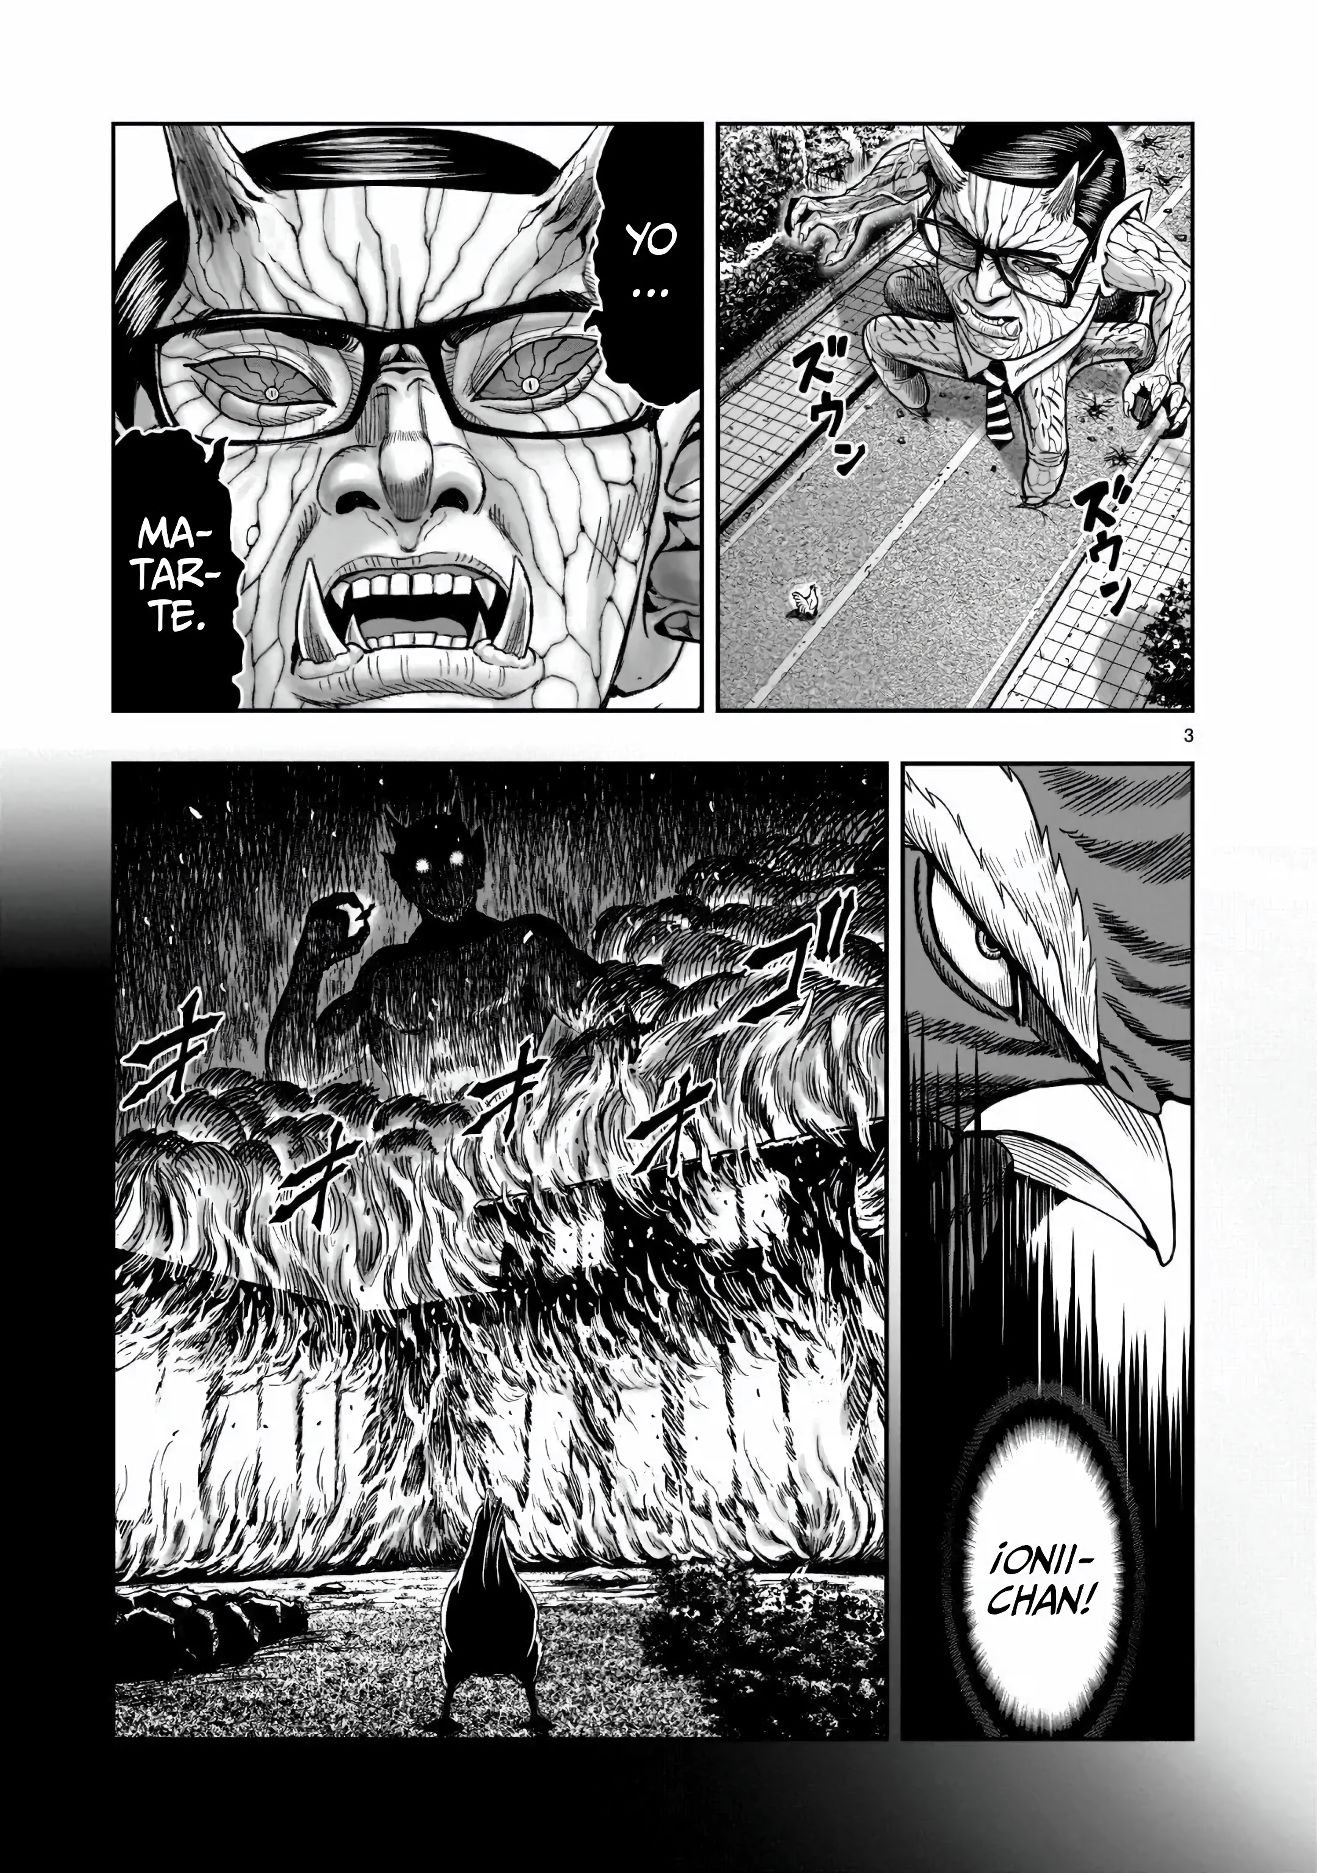 ズウン
ズウン
YO
...
MA-
TAR-
TE.
3
¡ONII-
CHAN!
ゴ
オ
オ
オ
オ